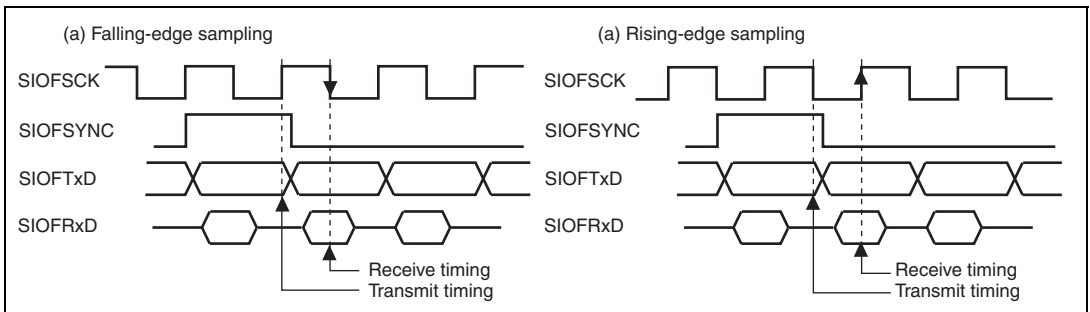 (a) Falling-edge sampling
SIOFSCK
SIOFSYNC
SIOFTxD
SIOFRxD
Receive timing
Transmit timing
(a) Rising-edge sampling
SIOFSCK
SIOFSYNC
SIOFTxD
SIOFRxD
Receive timing
Transmit timing